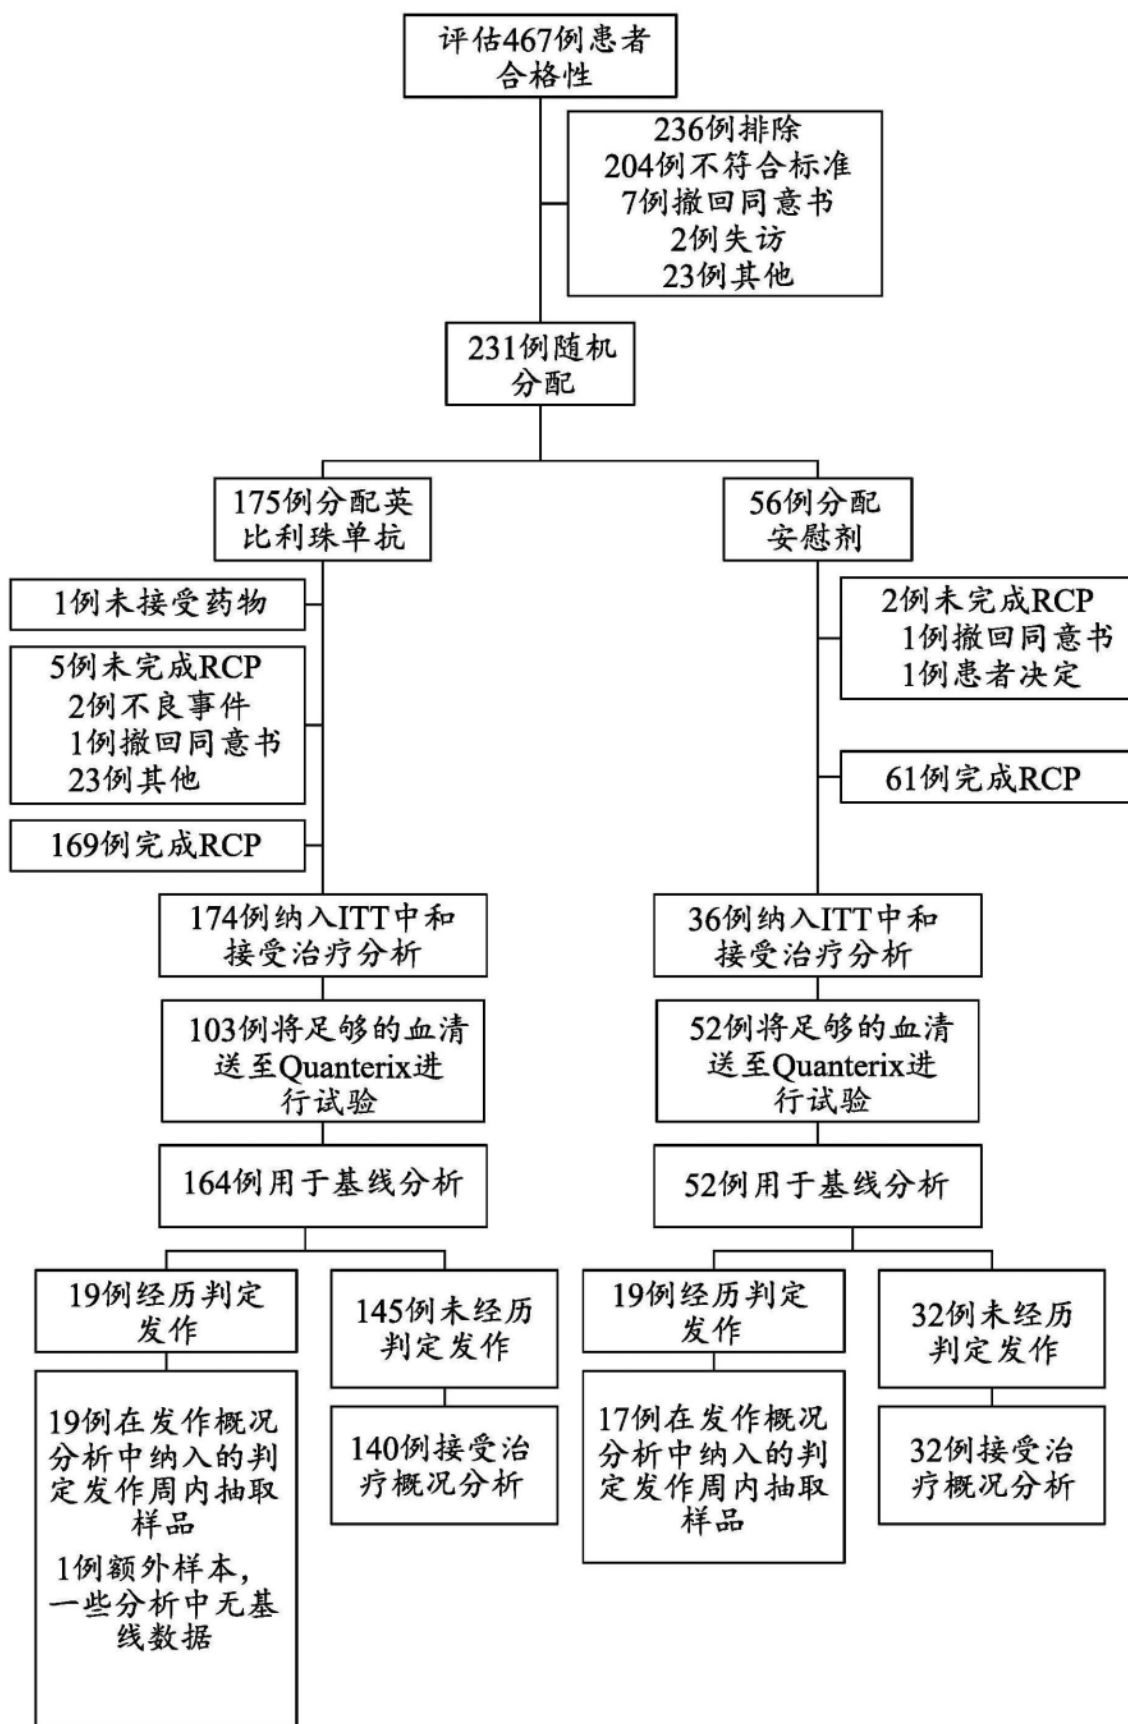 评估467例患者
合格性
236例排除
204例不符合标准
7例撤回同意书
2例失访
23例其他
231例随机
分配
175例分配英
比利珠单抗
56例分配
安慰剂
1例未接受药物
5例未完成RCP
2例不良事件
1例撤回同意书
23例其他
169例完成RCP
2例未完成RCP
1例撤回同意书
1例患者决定
61例完成RCP
174例纳入ITT中和
接受治疗分析
36例纳入ITT中和
接受治疗分析
103例将足够的血清
送至Quanterix进
行试验
52例将足够的血清
送至Quanterix进
行试验
164例用于基线分析
52例用于基线分析
19例经历判定
发作
145例未经历
判定发作
19例经历判定
发作
32例未经历
判定发作
19例在发作概况
分析中纳入的判
定发作周内抽取
样品
1例额外样本，
一些分析中无基
线数据
140例接受治
疗概况分析
17例在发作概况
分析中纳入的判
定发作周内抽取
样品
32例接受治
疗概况分析